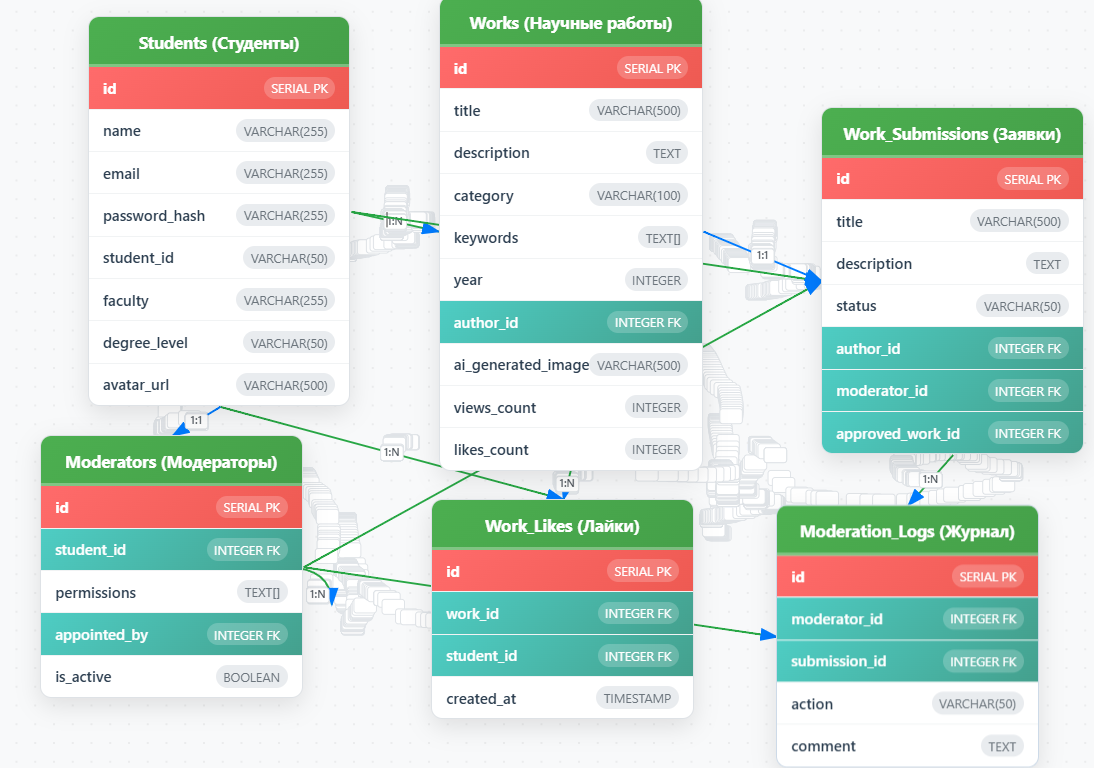 Students (Студенты)
id SERIAL PK
name VARCHAR(255)
email VARCHAR(255)
password_hash VARCHAR(255)
student_id VARCHAR(50)
faculty VARCHAR(255)
degree_level VARCHAR(50)
avatar_url VARCHAR(500)
Works (Научные работы)
id SERIAL PK
title VARCHAR(500)
description TEXT
category VARCHAR(100)
keywords TEXT[]
year INTEGER
author_id INTEGER FK
ai_generated_image VARCHAR(500)
views_count INTEGER
likes_count INTEGER
Work_Submissions (Заявки)
id SERIAL PK
title VARCHAR(500)
description TEXT
status VARCHAR(50)
author_id INTEGER FK
moderator_id INTEGER FK
approved_work_id INTEGER FK
1:N
1:1
1:1
1:N
1:N
1:N
1:N
Moderators (Модераторы)
id SERIAL PK
student_id INTEGER FK
permissions TEXT[]
appointed_by INTEGER FK
is_active BOOLEAN
Work_Likes (Лайки)
id SERIAL PK
work_id INTEGER FK
student_id INTEGER FK
created_at TIMESTAMP
Moderation_Logs (Журнал)
id SERIAL PK
moderator_id INTEGER FK
submission_id INTEGER FK
action VARCHAR(50)
comment TEXT